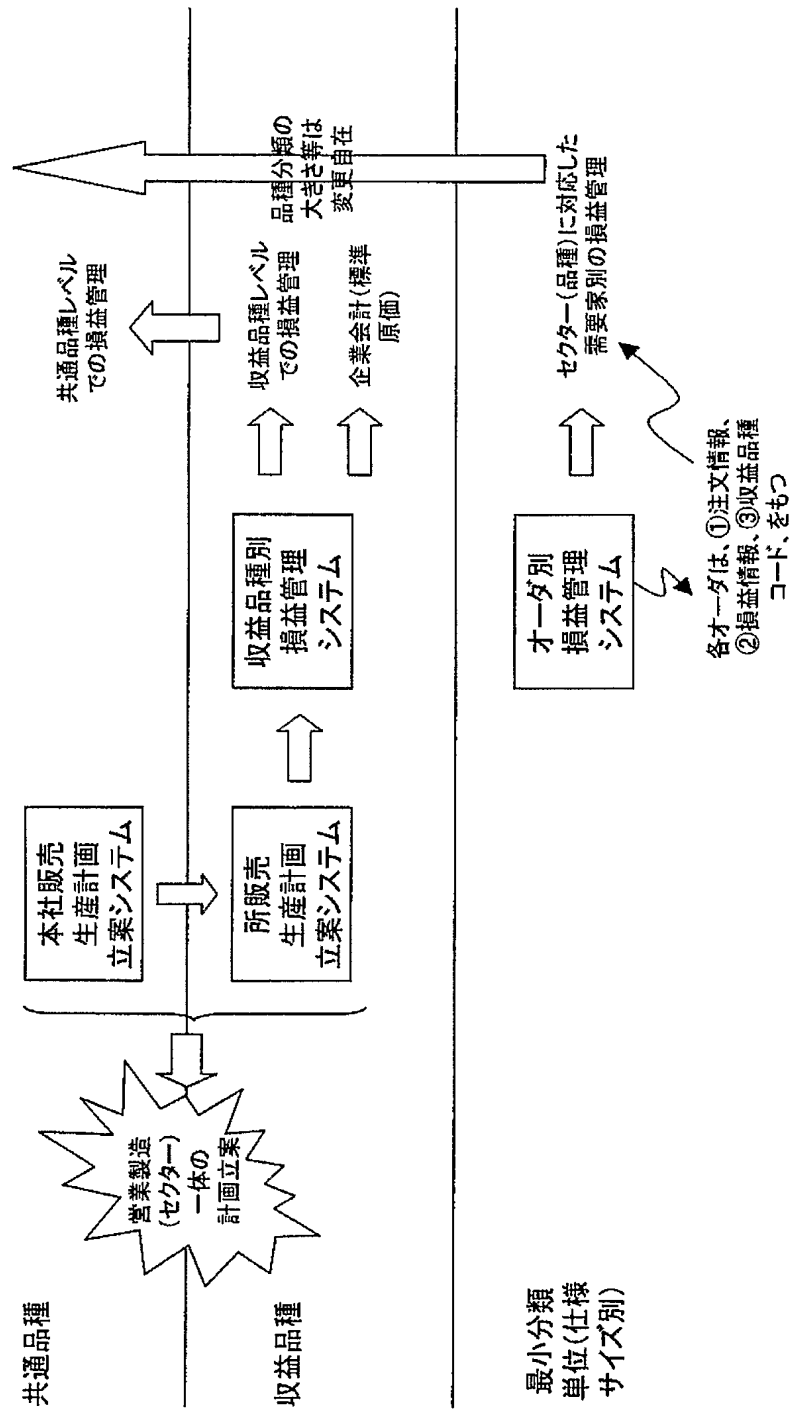 共通品種
収益品種
最小分類
単位(仕様
サイズ別)
営業製造
(セクター)
一体の
計画立案
本社販売
生産計画
立案システム
所販売
生産計画
立案システム
収益品種別
損益管理
システム
オーダ別
損益管理
システム
共通品種レベル
での損益管理
収益品種レベル
での損益管理
企業会計(標準
原価)
品種分類の
大きさ等は
変更自在
セクター(品種)に対応した
需要家別の損益管理
各オーダは、①注文情報、
②損益情報、③収益品種
コード、をもつ